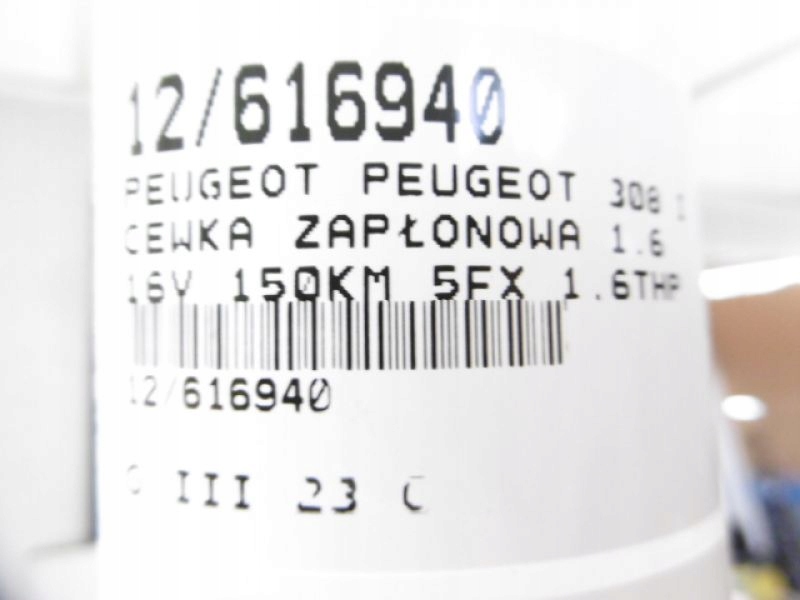 12/616940
PEUGEOT PEUGEOT 308 I
CEWKA ZAPŁONOWA 1.6
16V 150KM 5FX 1.6THP
12/616940
III 23 C